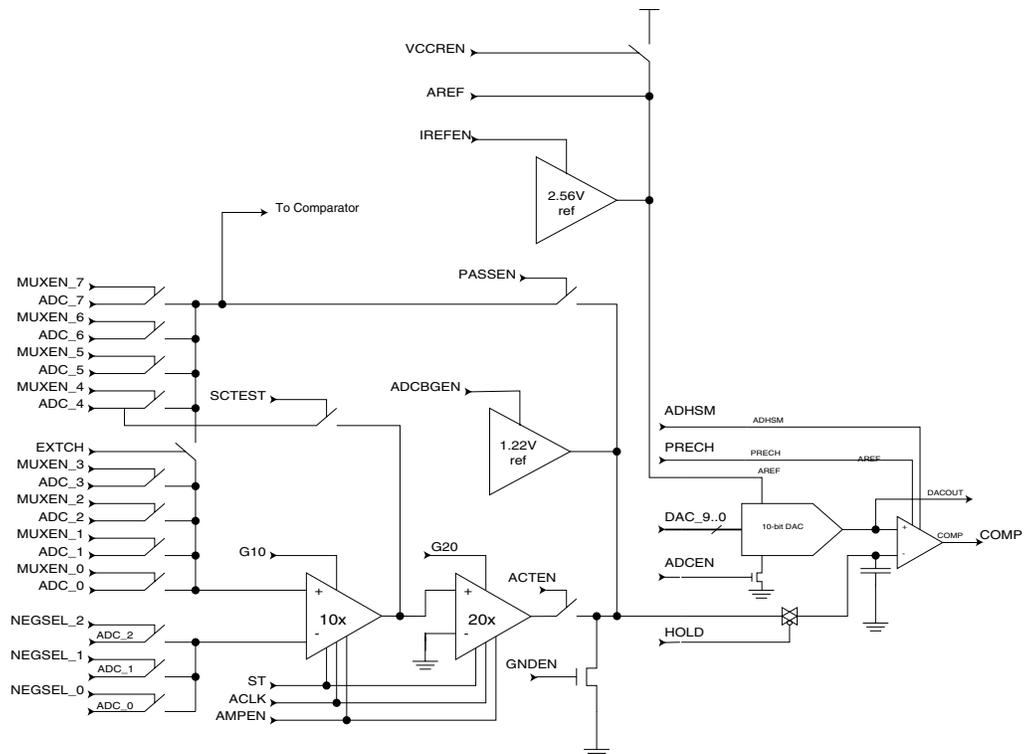 VCCREN
AREF
IREFEN
2.56V
ref
To Comparator
PASSEN
MUXEN_7
ADC_7
MUXEN_6
ADC_6
MUXEN_5
ADC_5
MUXEN_4
ADC_4
SCTEST
ADCBGEN
1.22V
ref
EXTCH
MUXEN_3
ADC_3
MUXEN_2
ADC_2
MUXEN_1
ADC_1
MUXEN_0
ADC_0
ADHSM
ADHSM
PRECH
PRECH
AREF
AREF
DACOUT
DAC_9..0
10-bit DAC
+
-
COMP
COMP
ADCEN
G10
G20
ACTEN
+
10x
-
+
20x
-
HOLD
NEGSEL_2
ADC_2
NEGSEL_1
ADC_1
NEGSEL_0
ADC_0
GNDEN
ST
ACLK
AMPEN